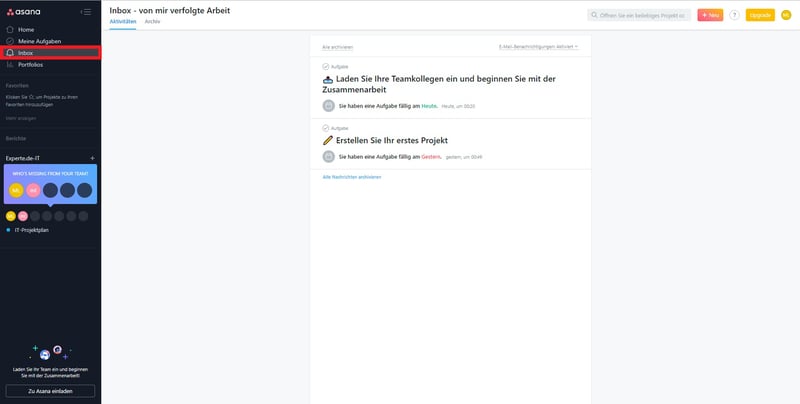 asana
Home
Meine Aufgaben
Inbox
Portfolios
Favoriten
Klicken Sie ☆, um Projekte zu Ihren
Favoriten hinzuzufügen
Mehr anzeigen
Berichte
Experte.de-IT +
WHO'S MISSING FROM YOUR TEAM?
ML
IT-Projektplan
Laden Sie Ihr Team ein und beginnen
Sie mit der Zusammenarbeit!
Zu Asana einladen
Inbox - von mir verfolgte Arbeit
Aktivitäten Archiv
Öffnen Sie ein beliebiges Projekt oc
+ Neu
?
Upgrade
ML
Alle archivieren
E-Mail-Benachrichtigungen: Aktiviert
Aufgabe
Laden Sie Ihre Teamkollegen ein und beginnen Sie mit der
Zusammenarbeit
Sie haben eine Aufgabe fällig am Heute. Heute, um 00:20
Aufgabe
Erstellen Sie Ihr erstes Projekt
Sie haben eine Aufgabe fällig am Gestern. gestern, um 00:49
Alle Nachrichten archivieren